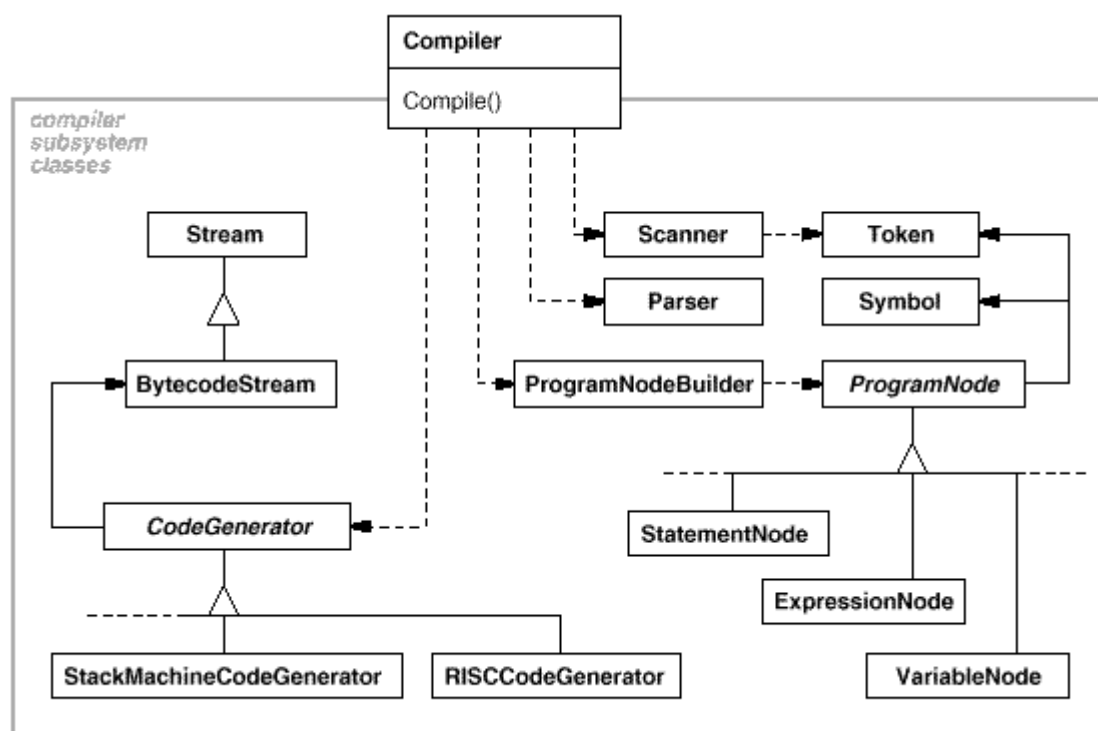 Compiler
Compile()
compiler
subsystem
classes
Stream
Scanner
Token
Parser
Symbol
BytecodeStream
ProgramNodeBuilder
ProgramNode
CodeGenerator
StatementNode
ExpressionNode
StackMachineCodeGenerator
RISCCodeGenerator
VariableNode